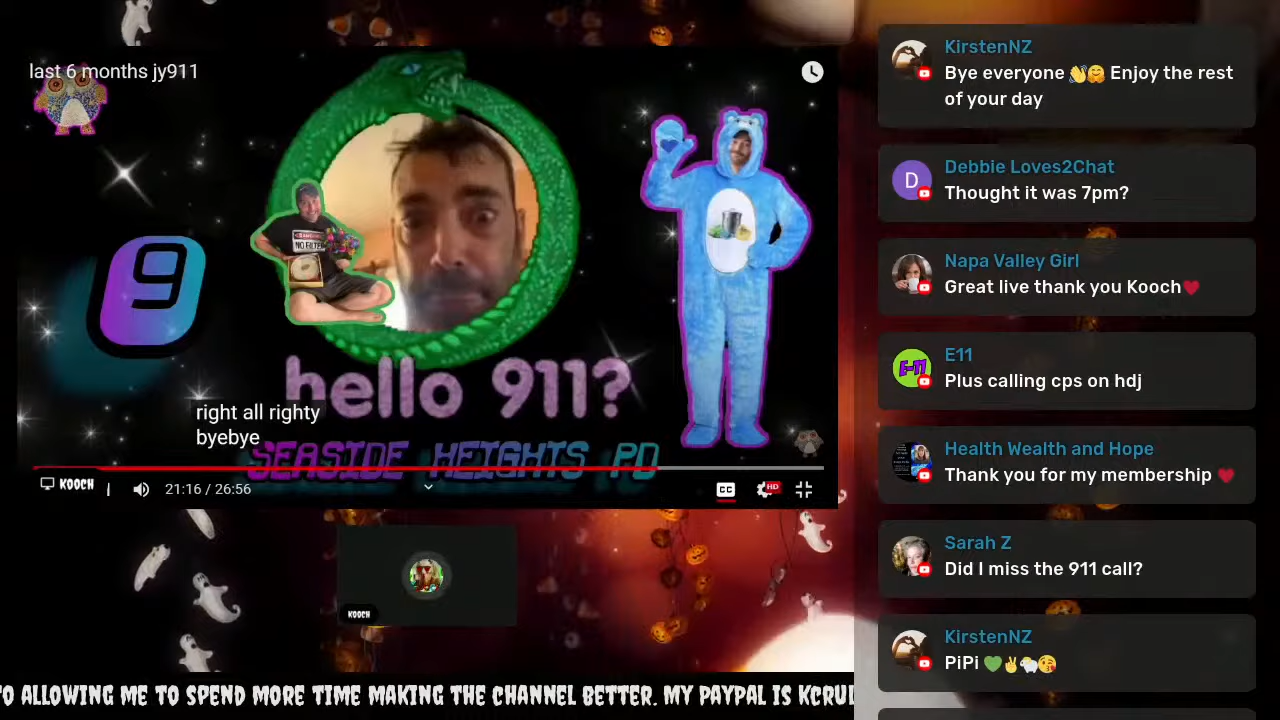 last 6 months jy911
9
NO FILTER
hello 911?
right all righty
byebye
SEASIDE HEIGHTS PD
KOOCH
21:16 / 26:56
CC
HD
KOOCH
TO ALLOWING ME TO SPEND MORE TIME MAKING THE CHANNEL BETTER. MY PAYPAL IS KCRUD
KirstenNZ
Bye everyone 👋🤗 Enjoy the rest
of your day
D
Debbie Loves2Chat
Thought it was 7pm?
Napa Valley Girl
Great live thank you Kooch♥
E-11
E11
Plus calling cps on hdj
Health Wealth and Hope
Thank you for my membership ♥
Sarah Z
Did I miss the 911 call?
KirstenNZ
PiPi 💚✌🐑😘